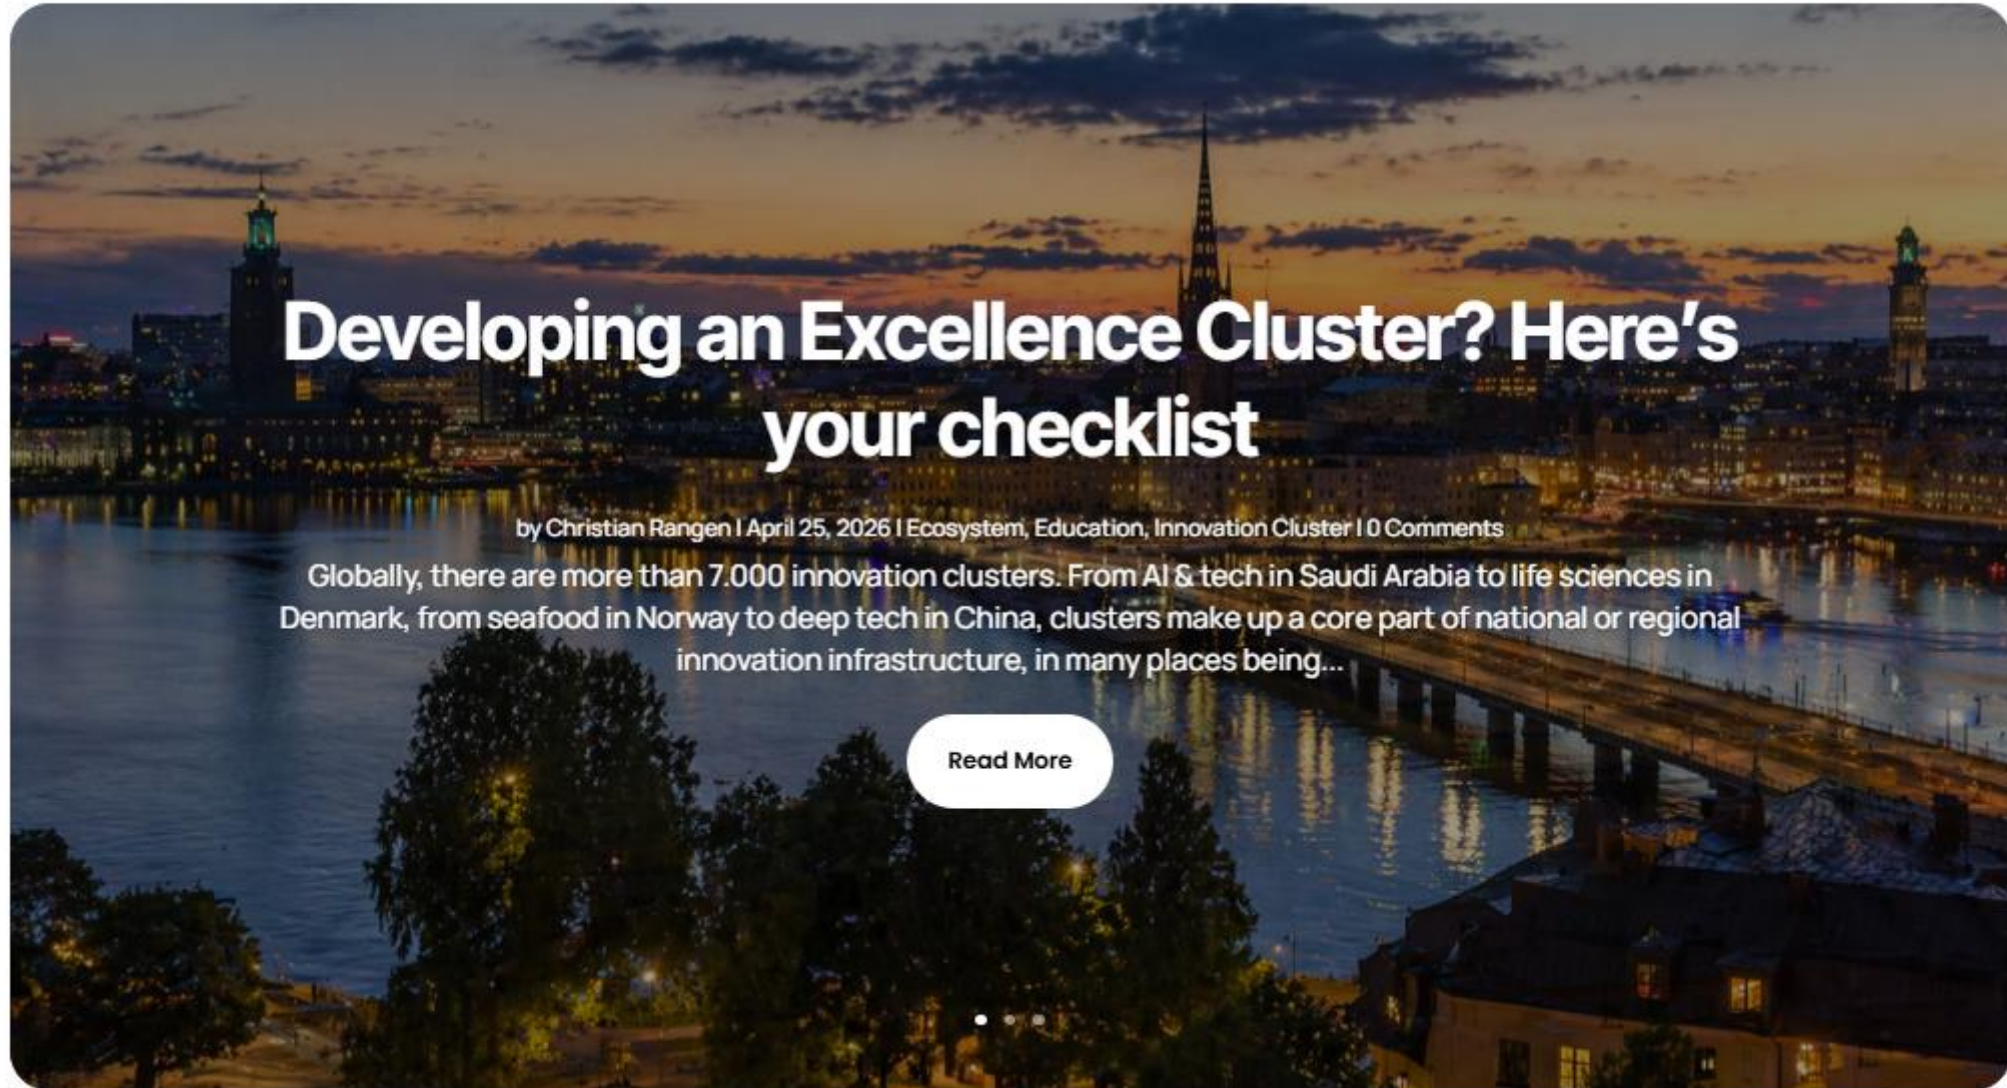 Developing an Excellence Cluster? Here’s
your checklist
by Christian Rangen | April 25, 2026 | Ecosystem, Education, Innovation Cluster | 0 Comments
Globally, there are more than 7.000 innovation clusters. From AI & tech in Saudi Arabia to life sciences in
Denmark, from seafood in Norway to deep tech in China, clusters make up a core part of national or regional
innovation infrastructure, in many places being...
Read More